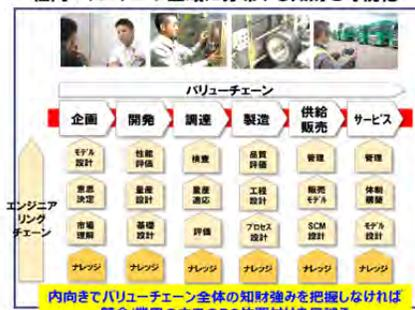 バリューチェーン
企画
開発
調達
製造
供給
販売
サービス
エンジニア
リング
チェーン
モデル
設計
性能
評価
検査
品質
評価
管理
管理
意思
決定
量産
設計
量産
適応
工程
設計
販売
モデル
体制
構築
市場
理解
基礎
設計
評価
プロセス
設計
SCM
設計
モデル
設計
ナレッジ
ナレッジ
ナレッジ
ナレッジ
ナレッジ
ナレッジ
内向きでバリューチェーン全体の知財強みを把握しなければ